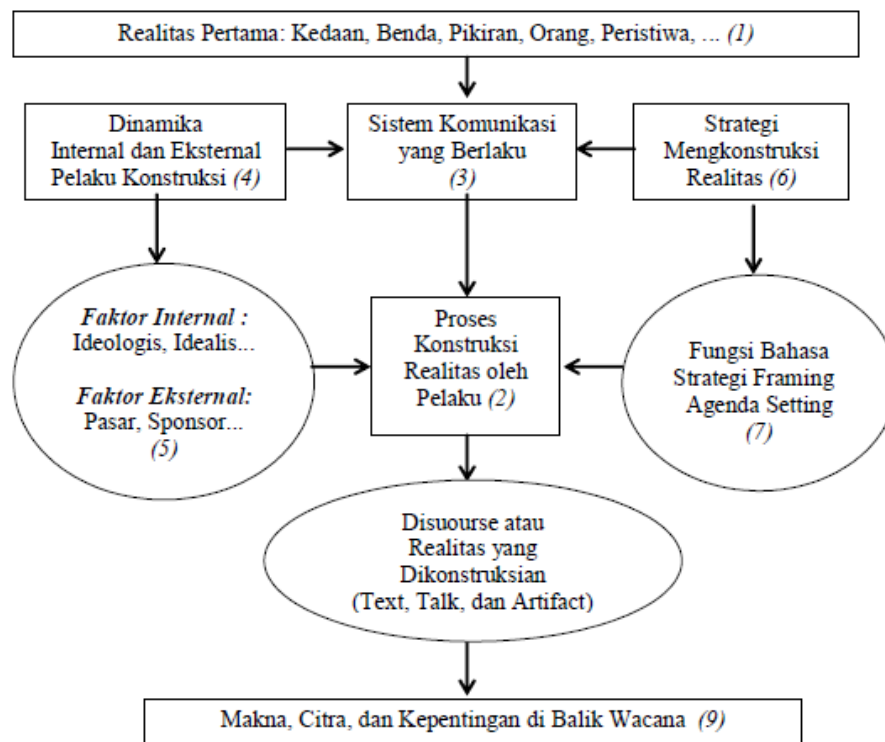 Realitas Pertama: Kedaan, Benda, Pikiran, Orang, Peristiwa, ... (1)
Dinamika
Internal dan Eksternal
Pelaku Konstruksi (4)
Sistem Komunikasi
yang Berlaku
(3)
Strategi
Mengkonstruksi
Realitas (6)
Faktor Internal :
Ideologis, Idealis...
Faktor Eksternal:
Pasar, Sponsor...
(5)
Proses
Konstruksi
Realitas oleh
Pelaku (2)
Fungsi Bahasa
Strategi Framing
Agenda Setting
(7)
Disuourse atau
Realitas yang
Dikonstruksian
(Text, Talk, dan Artifact)
Makna, Citra, dan Kepentingan di Balik Wacana (9)